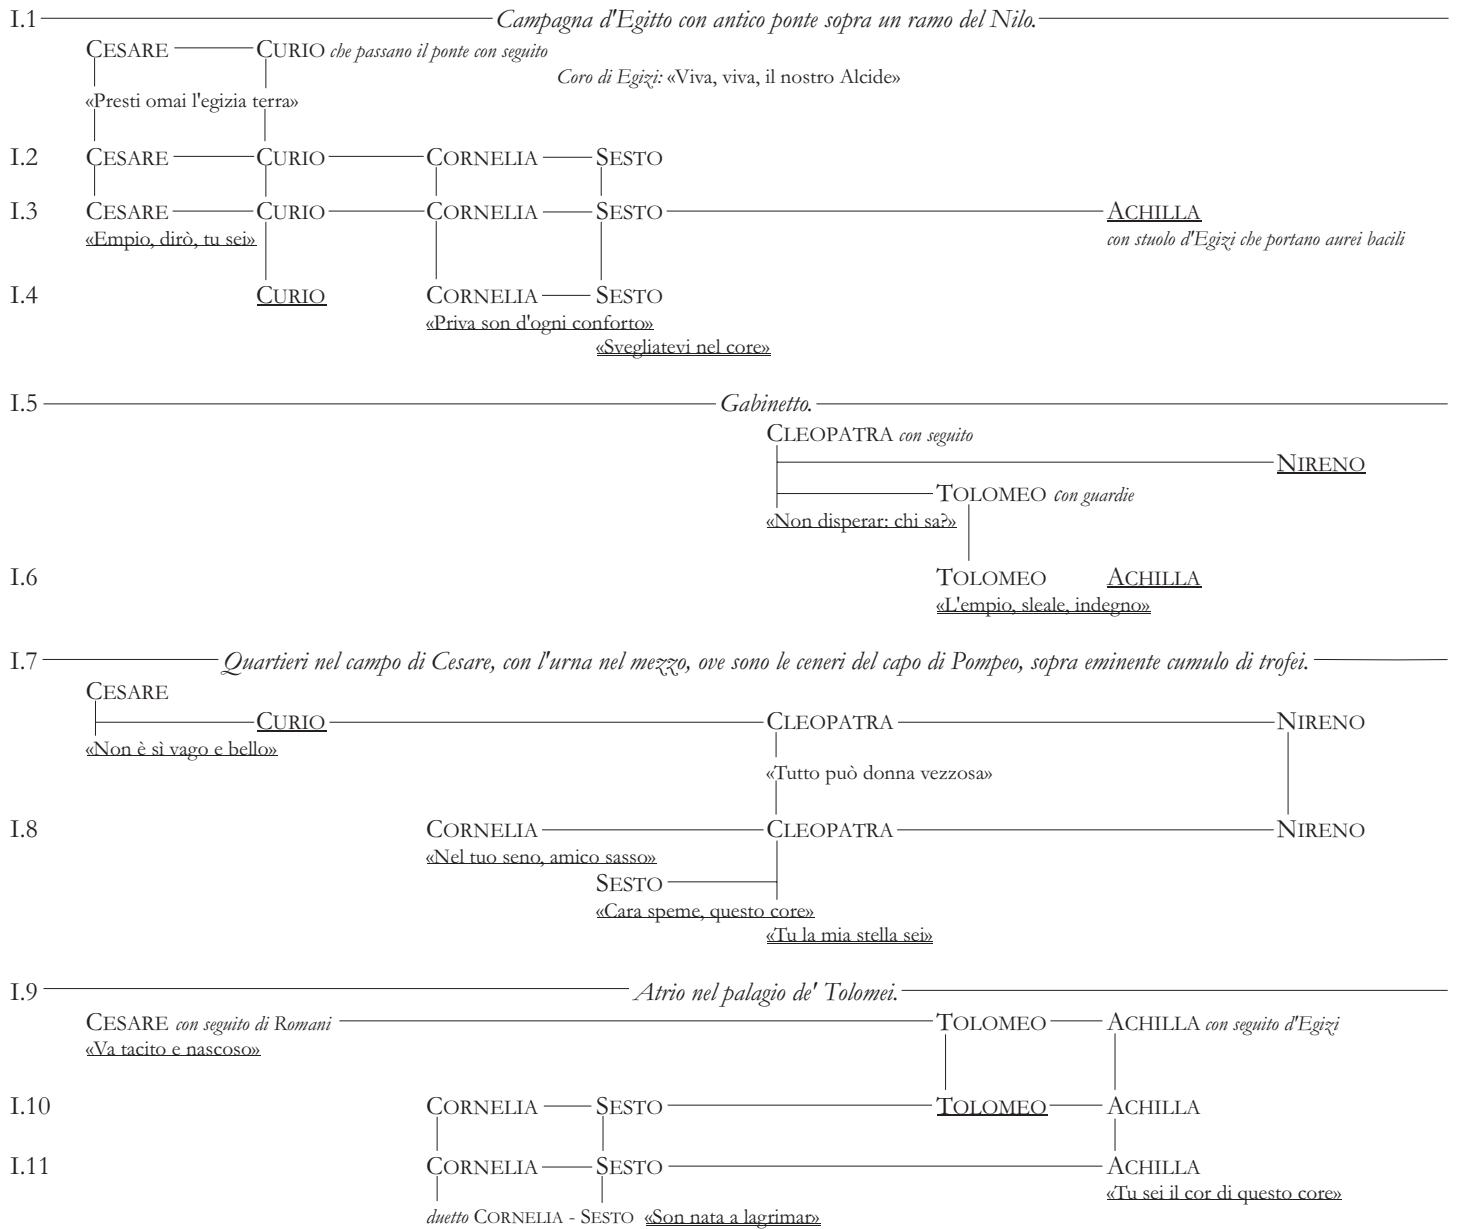 I.1 Campagna d'Egitto con antico ponte sopra un ramo del Nilo.
CESARE CURIO che passano il ponte con seguito
Coro di Egizi: «Viva, viva, il nostro Alcide»
«Presti omai l'egizia terra»
I.2 CESARE CURIO CORNELIA SESTO
I.3 CESARE CURIO CORNELIA SESTO ACHILLA
«Empio, dirò, tu sei» con stuolo d'Egizi che portano aurei bacili
I.4 CURIO CORNELIA SESTO
«Priva son d'ogni conforto»
«Svegliatevi nel core»
I.5 Gabinetto.
CLEOPATRA con seguito
NIRENO
TOLOMEO con guardie
«Non disperar: chi sa?»
I.6 TOLOMEO ACHILLA
«L'empio, sleale, indegno»
I.7 Quartieri nel campo di Cesare, con l'urna nel mezzo, ove sono le ceneri del capo di Pompeo, sopra eminente cumulo di trofei.
CESARE
CURIO CLEOPATRA NIRENO
«Non è sì vago e bello»
«Tutto può donna vezzosa»
I.8 CORNELIA CLEOPATRA NIRENO
«Nel tuo seno, amico sasso»
SESTO
«Cara speme, questo core»
«Tu la mia stella sei»
I.9 Atrio nel palagio de' Tolomei.
CESARE con seguito di Romani TOLOMEO ACHILLA con seguito d'Egizi
«Va tacito e nascoso»
I.10 CORNELIA SESTO TOLOMEO ACHILLA
I.11 CORNELIA SESTO ACHILLA
«Tu sei il cor di questo core»
duetto CORNELIA - SESTO «Son nata a lagrimar»